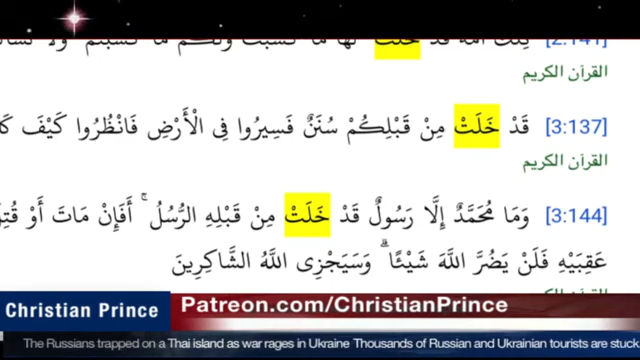 [2:141] تِلْكَ أُمَّةٌ قَدْ خَلَتْ لَهَا مَا كَسَبَتْ وَلَكُمْ مَا كَسَبْتُمْ وَلَا
القرآن الكريم
[3:137] قَدْ خَلَتْ مِنْ قَبْلِكُمْ سُنَنٌ فَسِيرُوا فِى الْأَرْضِ فَانْظُرُوا كَيْفَ
القرآن الكريم
[3:144] وَمَا مُحَمَّدٌ إِلَّا رَسُولٌ قَدْ خَلَتْ مِنْ قَبْلِهِ الرُّسُلُ ۚ أَفَإِنْ مَاتَ أَوْ
عَقِبَيْهِ فَلَنْ يَضُرَّ اللَّهَ شَيْئًا ۗ وَسَيَجْزِى اللَّهُ الشَّاكِرِينَ
Christian Prince
Patreon.com/ChristianPrince
The Russians trapped on a Thai island as war rages in Ukraine Thousands of Russian and Ukrainian tourists are stuck